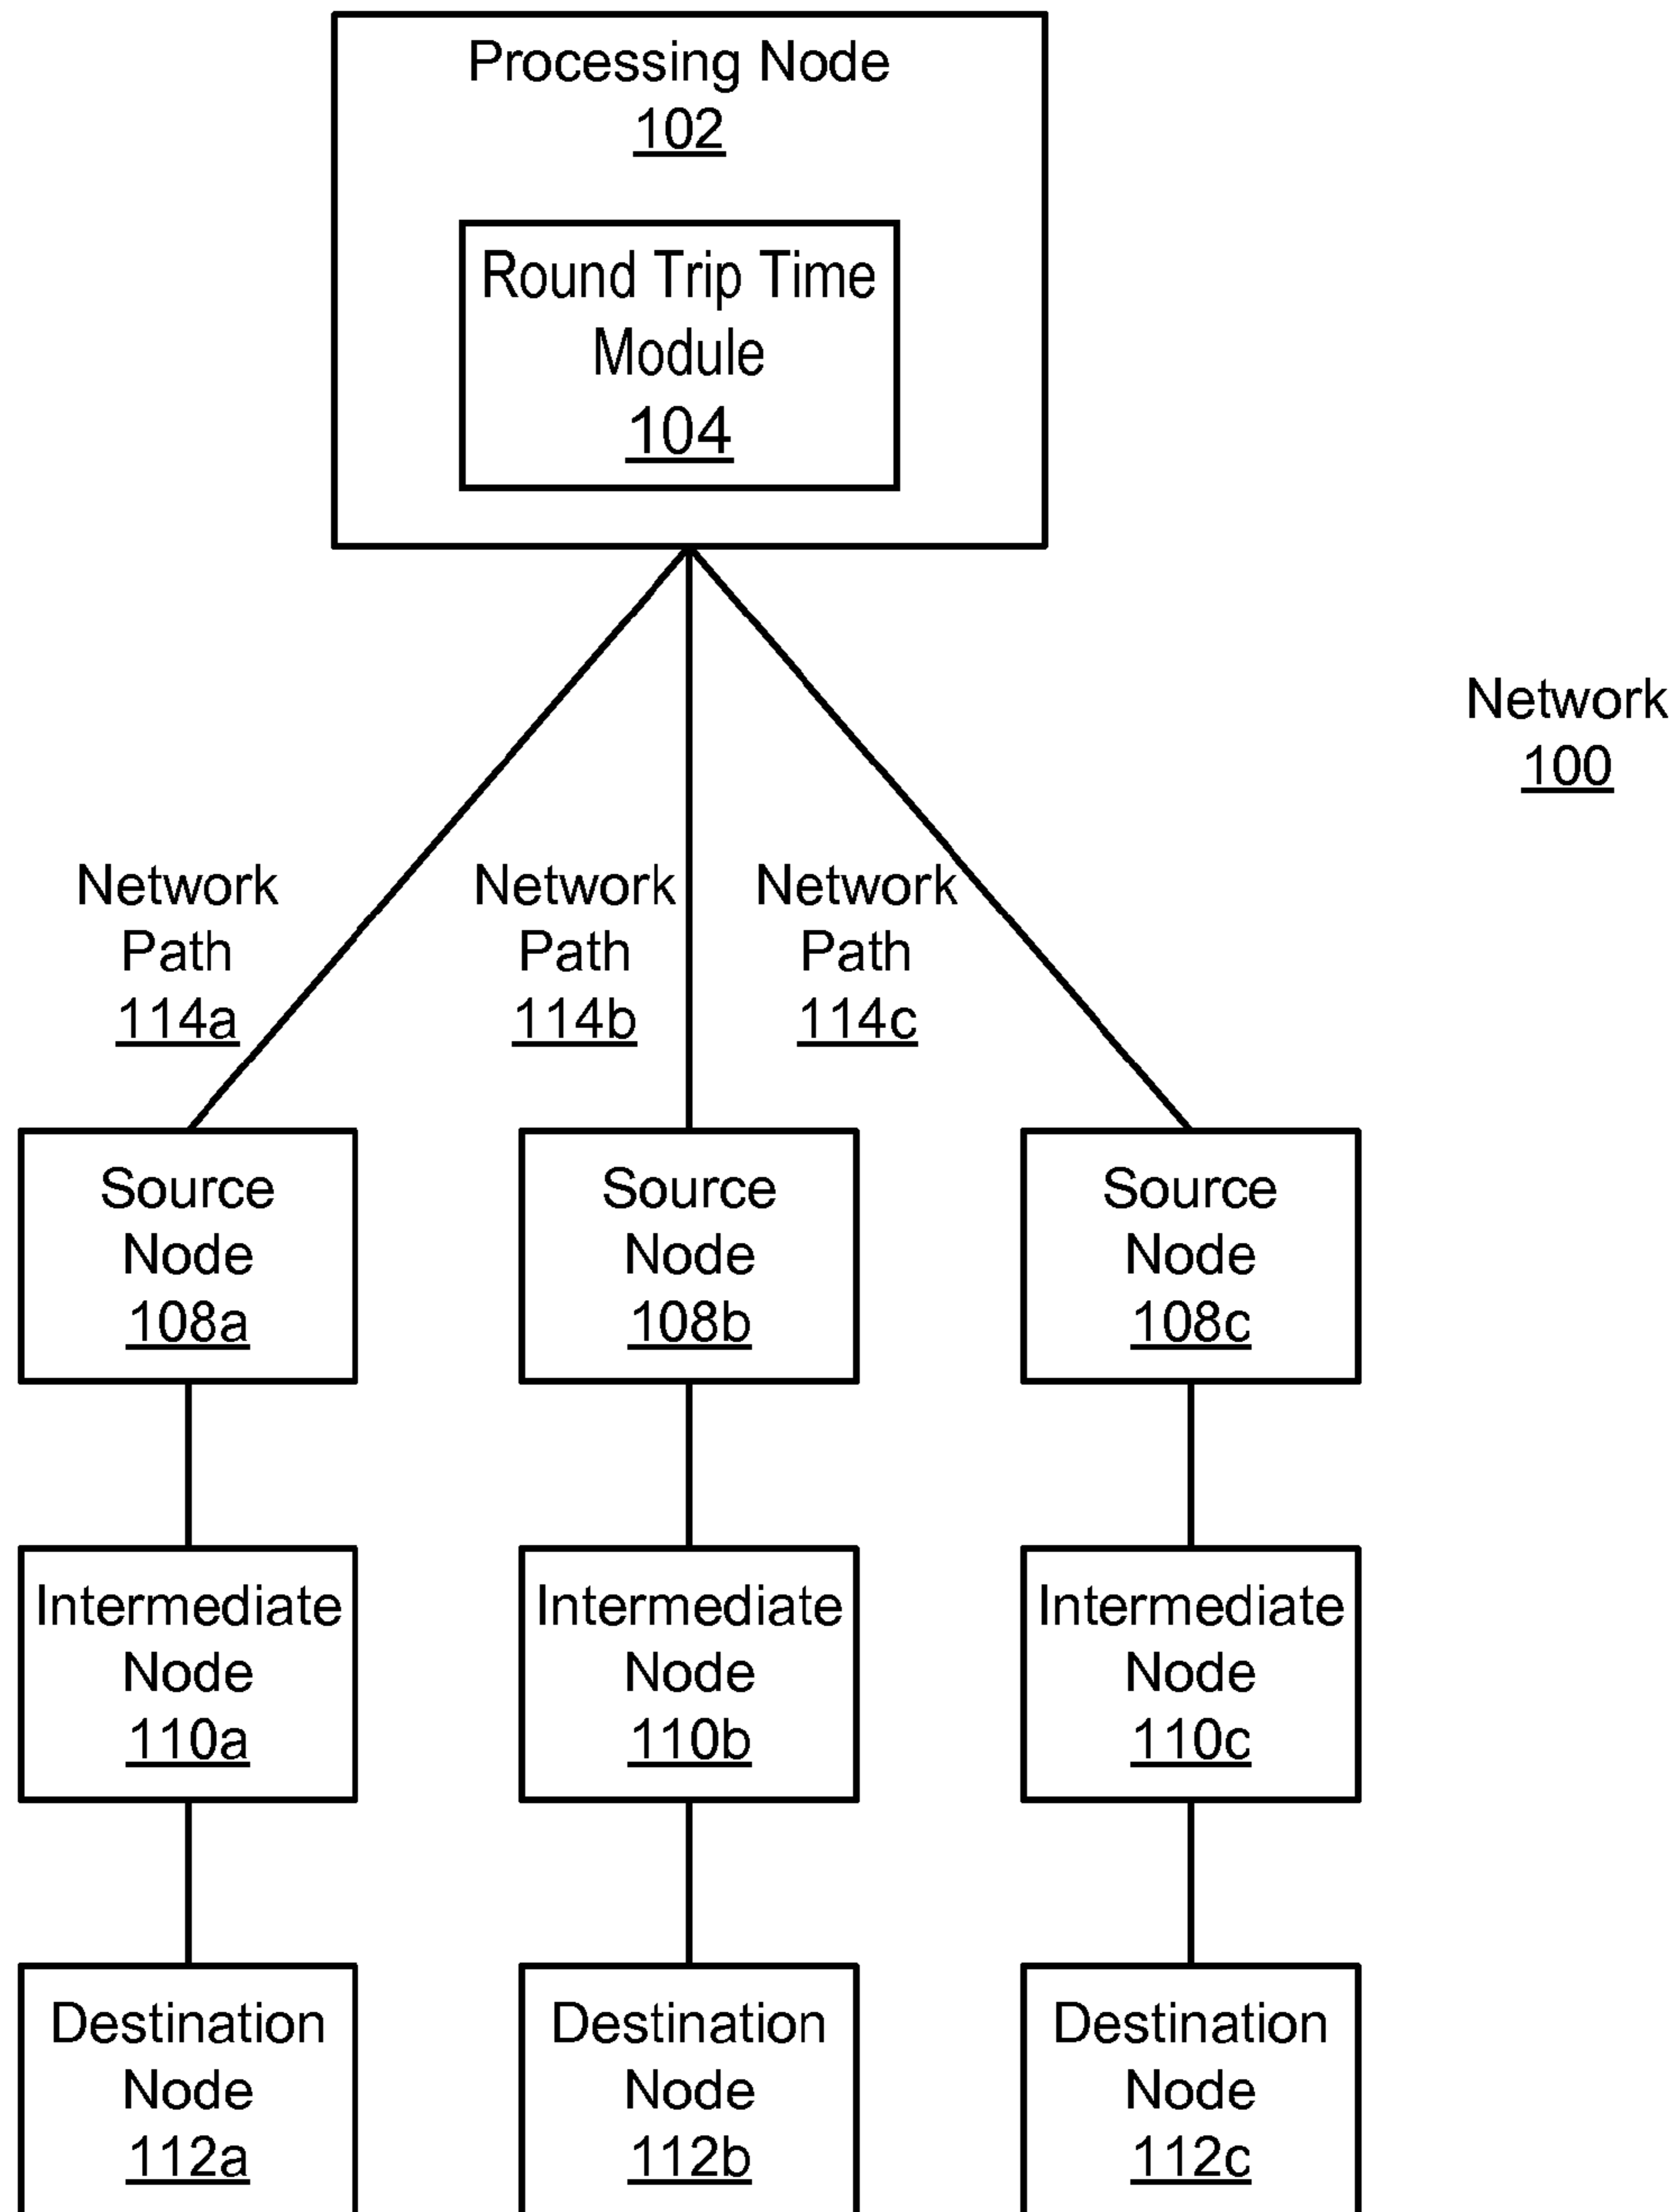 Processing Node
102
Round Trip Time
Module
104
Network
100
Network
Path
114a
Network
Path
114b
Network
Path
114c
Source
Node
108a
Source
Node
108b
Source
Node
108c
Intermediate
Node
110a
Intermediate
Node
110b
Intermediate
Node
110c
Destination
Node
112a
Destination
Node
112b
Destination
Node
112c